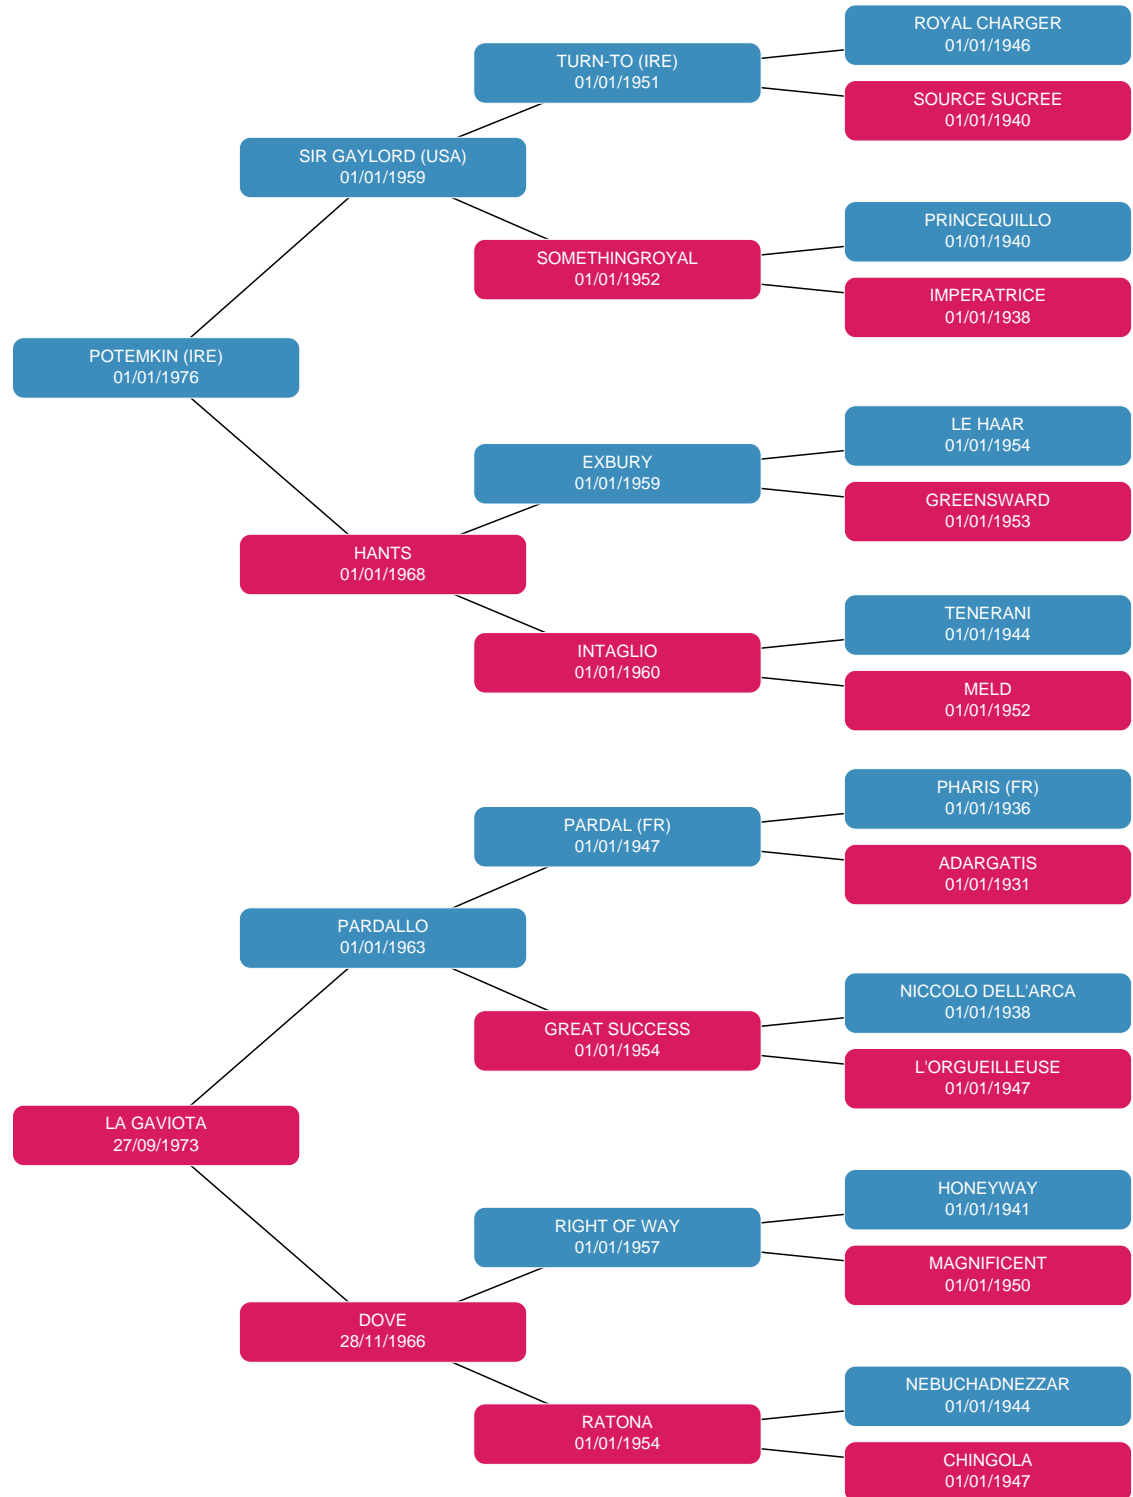 ROYAL CHARGER
01/01/1946
TURN-TO (IRE)
01/01/1951
SOURCE SUCREE
01/01/1940
SIR GAYLORD (USA)
01/01/1959
PRINCEQUILLO
01/01/1940
SOMETHINGROYAL
01/01/1952
IMPERATRICE
01/01/1938
POTEMKIN (IRE)
01/01/1976
LE HAAR
01/01/1954
EXBURY
01/01/1959
GREENSWARD
01/01/1953
HANTS
01/01/1968
TENERANI
01/01/1944
INTAGLIO
01/01/1960
MELD
01/01/1952
PHARIS (FR)
01/01/1936
PARDAL (FR)
01/01/1947
ADARGATIS
01/01/1931
PARDALLO
01/01/1963
NICCOLO DELL'ARCA
01/01/1938
GREAT SUCCESS
01/01/1954
L'ORGUEILLEUSE
01/01/1947
LA GAVIOTA
27/09/1973
HONEYWAY
01/01/1941
RIGHT OF WAY
01/01/1957
MAGNIFICENT
01/01/1950
DOVE
28/11/1966
NEBUCHADNEZZAR
01/01/1944
RATONA
01/01/1954
CHINGOLA
01/01/1947